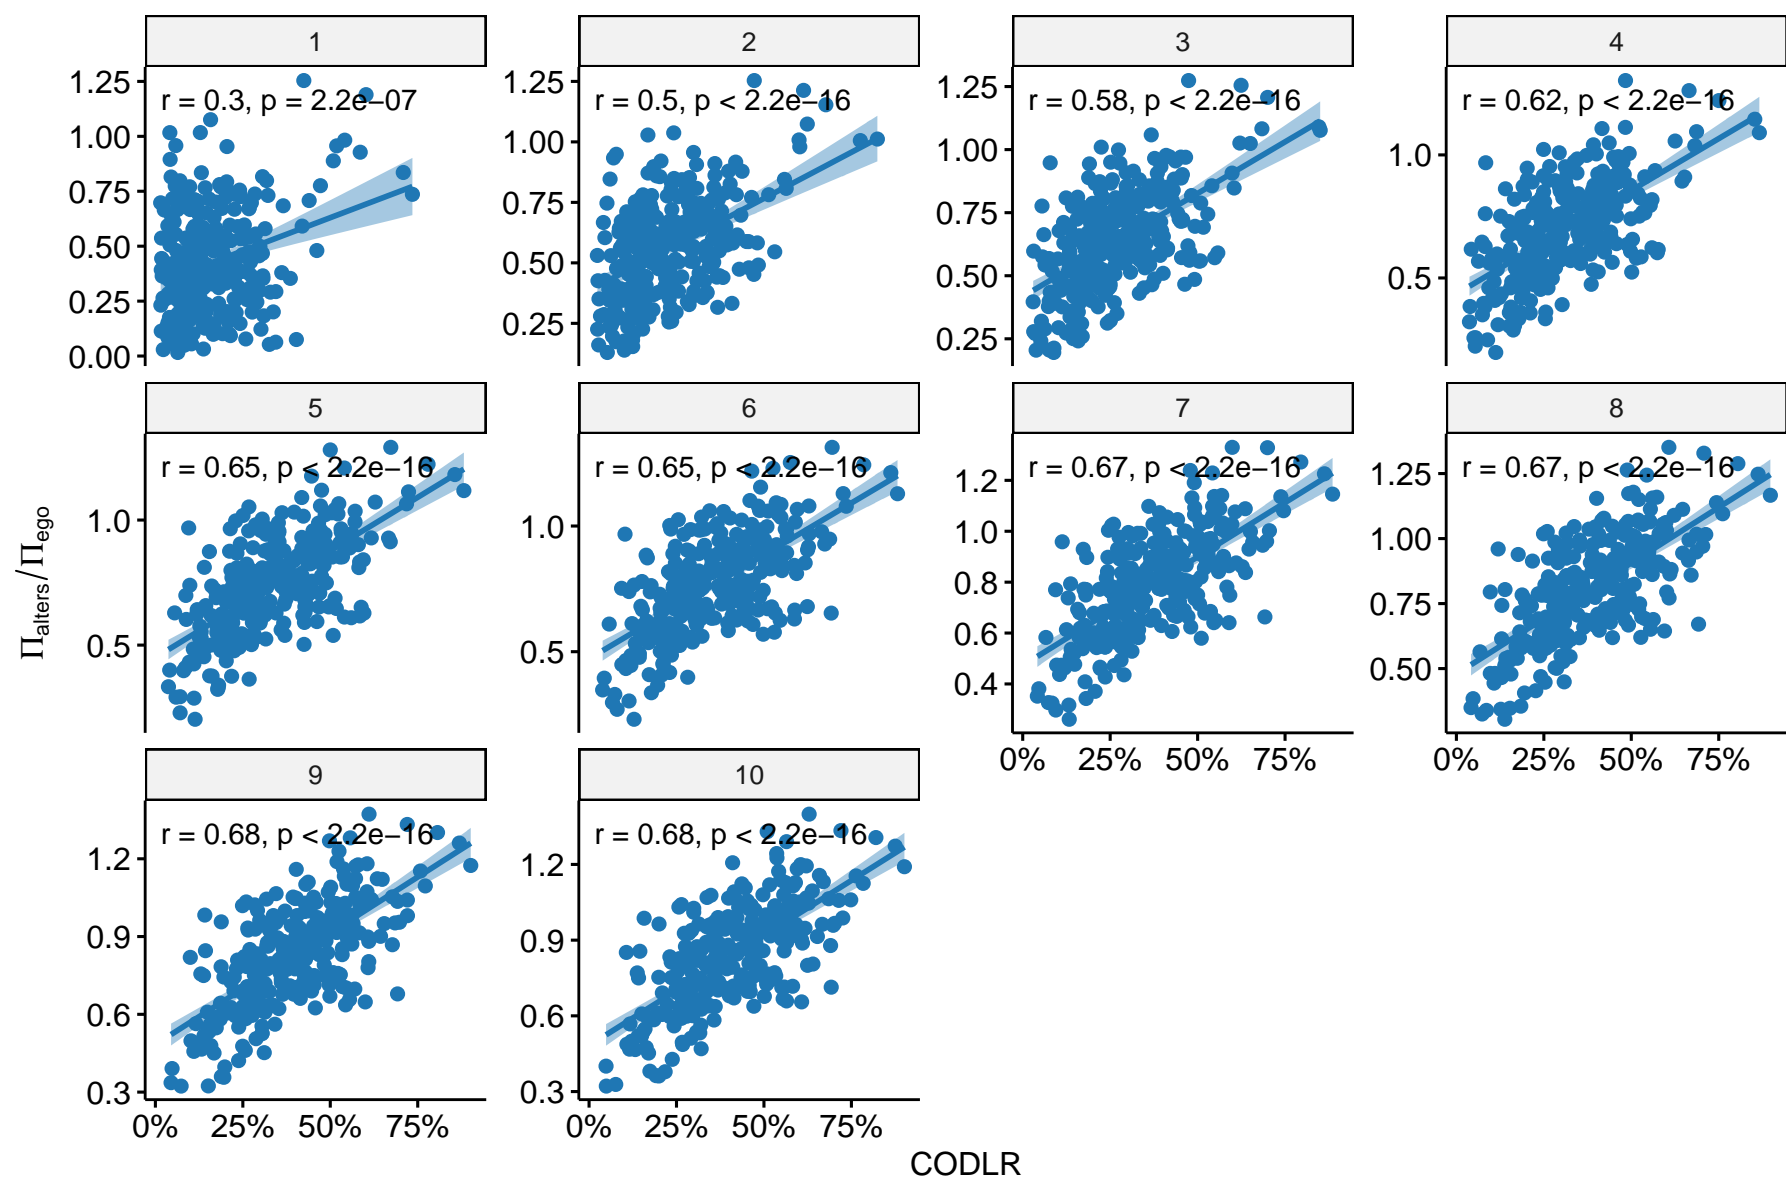 1 2 3 4
1.25 1.25 1.25
r = 0.3, p = 2.2e−07 r = 0.5, p < 2.2e−16 r = 0.58, p < 2.2e−16 r = 0.62, p < 2.2e−16
1.00 1.00 1.00 1.0
0.75 0.75 0.75
0.50 0.50 0.50 0.5
0.25 0.25 0.25
0.00
5 6 7 8
r = 0.65, p < 2.2e−16 r = 0.65, p < 2.2e−16 r = 0.67, p < 2.2e−16 r = 0.67, p < 2.2e−16
1.2 1.25
1.0 1.0 1.0 1.00
0.8 0.75
0.5 0.5 0.6 0.50
0.4
0% 25% 50% 75% 0% 25% 50% 75%
Πalters/Πego
9 10
r = 0.68, p < 2.2e−16 r = 0.68, p < 2.2e−16
1.2 1.2
0.9 0.9
0.6 0.6
0.3 0.3
0% 25% 50% 75% 0% 25% 50% 75%
CODLR